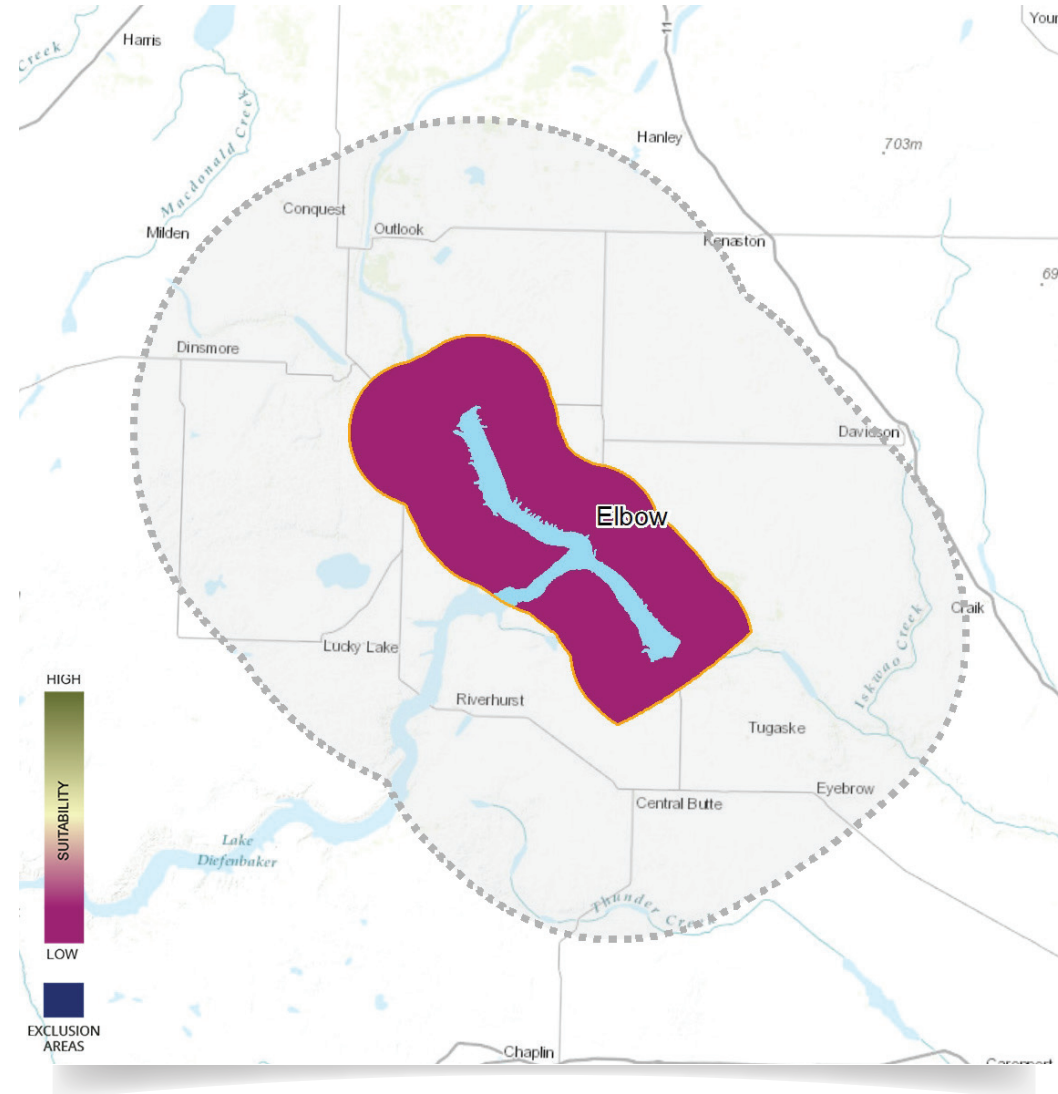 Harris
Your
Creek
11
Macdonald Creek
Hanley
703m
Conquest
Outlook
Milden
Kenaston
69
Dinsmore
Davidson
Elbow
Craik
Iskwao Creek
Lucky Lake
HIGH
Riverhurst
Tugaske
SUITABILITY
Eyebrow
Central Butte
Lake
Diefenbaker
Thunder Creek
LOW
EXCLUSION
AREAS
Chaplin